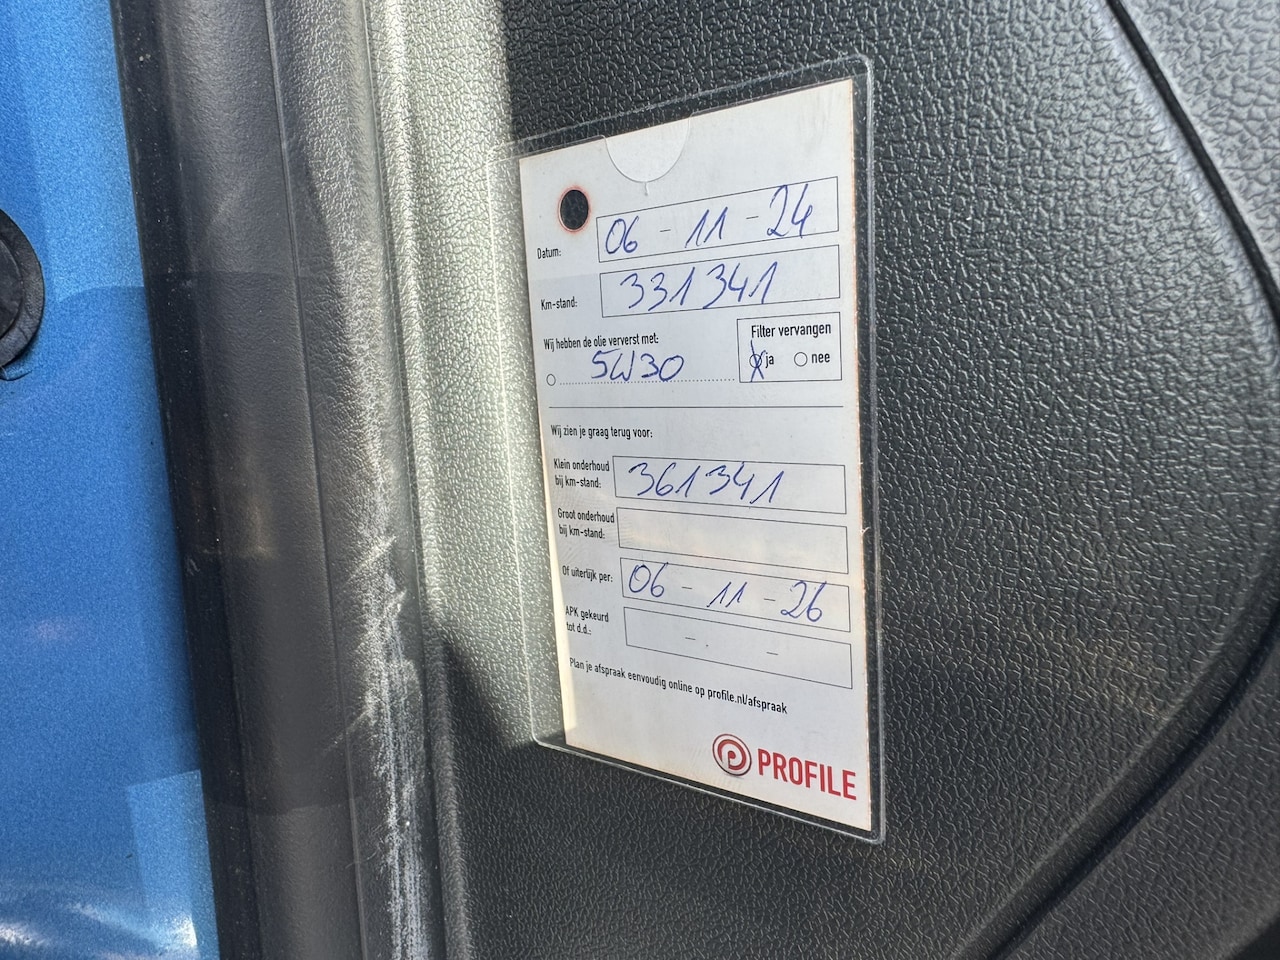 Datum: 06 - 11 - 24
Km-stand: 331341
Wij hebben de olie ververst met:
5W30
Filter vervangen
ja nee
Wij zien je graag terug voor:
Klein onderhoud
bij km-stand: 361341
Groot onderhoud
bij km-stand:
Of uiterlijk per: 06 - 11 - 26
APK gekeurd
tot d.d.: - -
Plan je afspraak eenvoudig online op profile.nl/afspraak
PROFILE